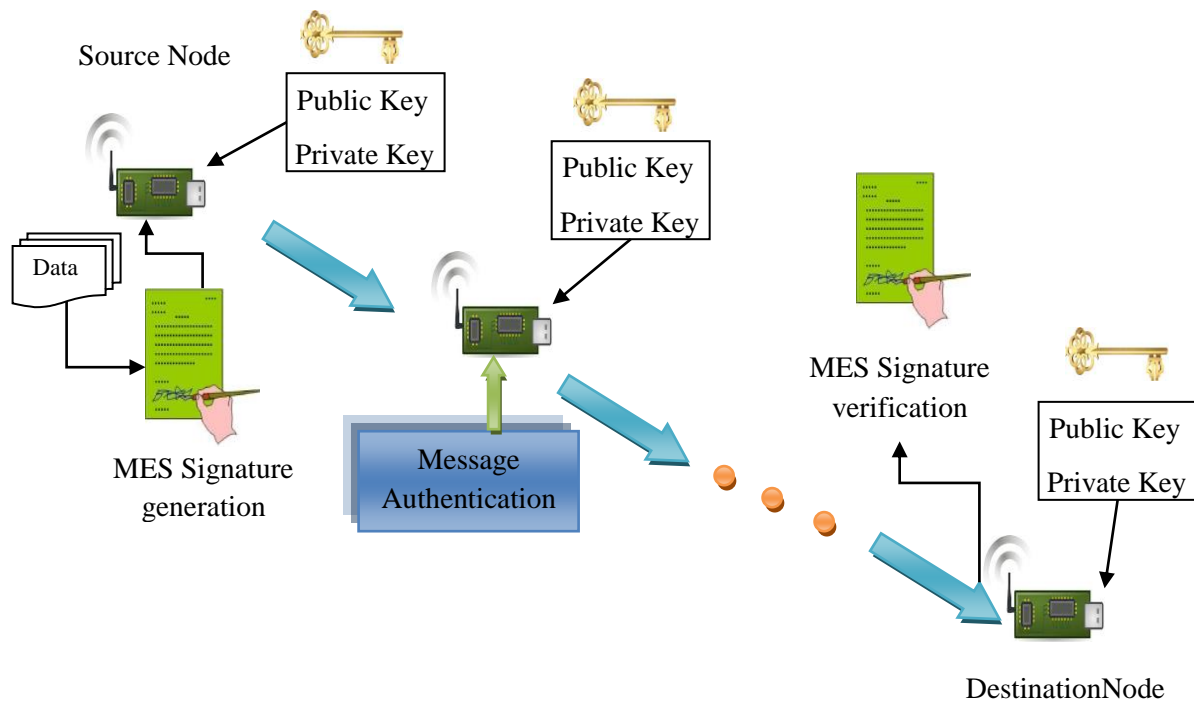 Source Node
Public Key
Private Key
Public Key
Private Key
Data
MES Signature
generation
Message
Authentication
MES Signature
verification
Public Key
Private Key
DestinationNode